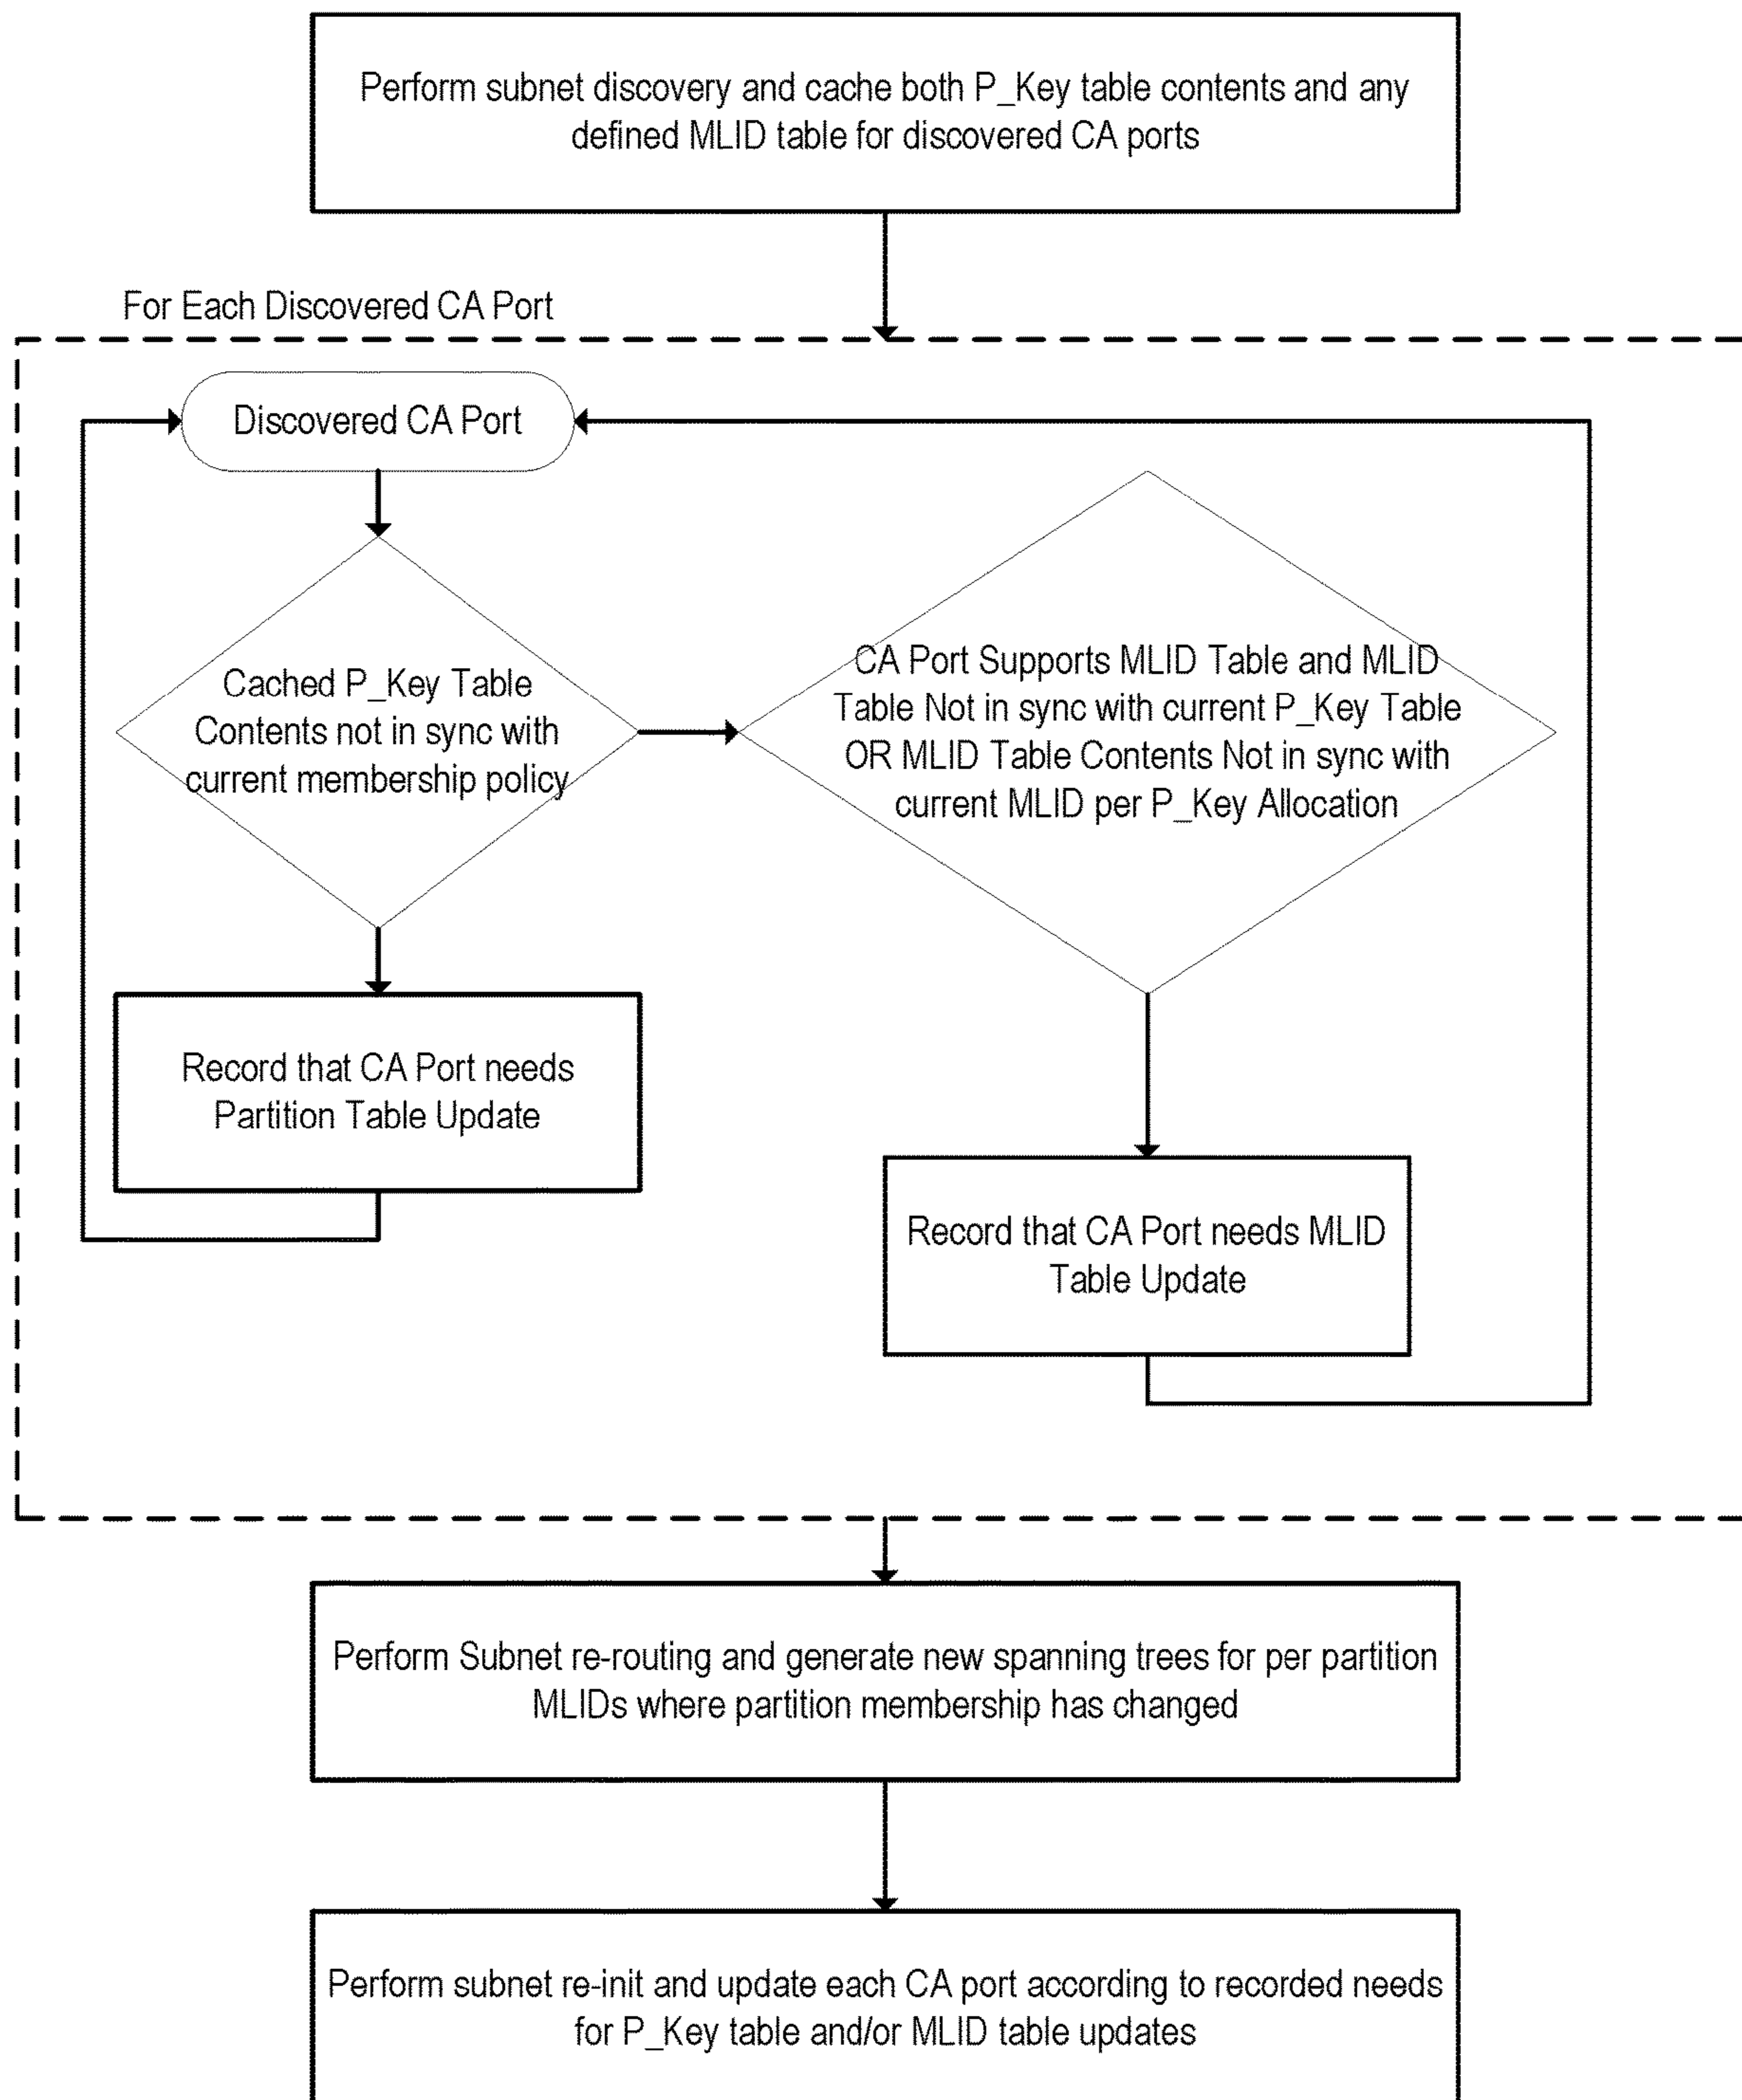 Perform subnet discovery and cache both P_Key table contents and any
defined MLID table for discovered CA ports
For Each Discovered CA Port
Discovered CA Port
Cached P_Key Table
Contents not in sync with
current membership policy
CA Port Supports MLID Table and MLID
Table Not in sync with current P_Key Table
OR MLID Table Contents Not in sync with
current MLID per P_Key Allocation
Record that CA Port needs
Partition Table Update
Record that CA Port needs MLID
Table Update
Perform Subnet re-routing and generate new spanning trees for per partition
MLIDs where partition membership has changed
Perform subnet re-init and update each CA port according to recorded needs
for P_Key table and/or MLID table updates